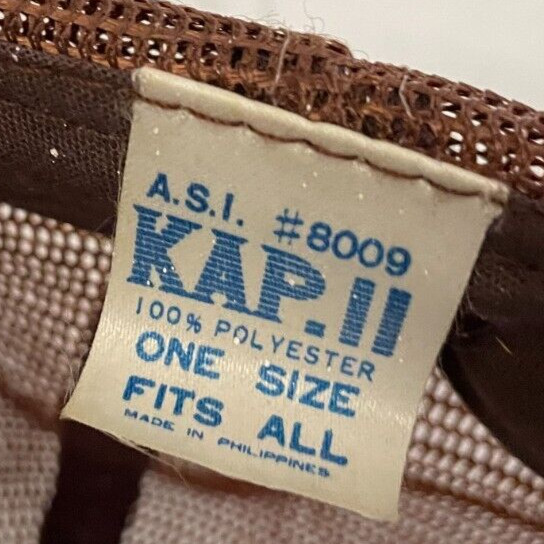 A.S.I. #8009
KAP.II
100% POLYESTER
ONE SIZE
FITS ALL
MADE IN PHILIPPINES